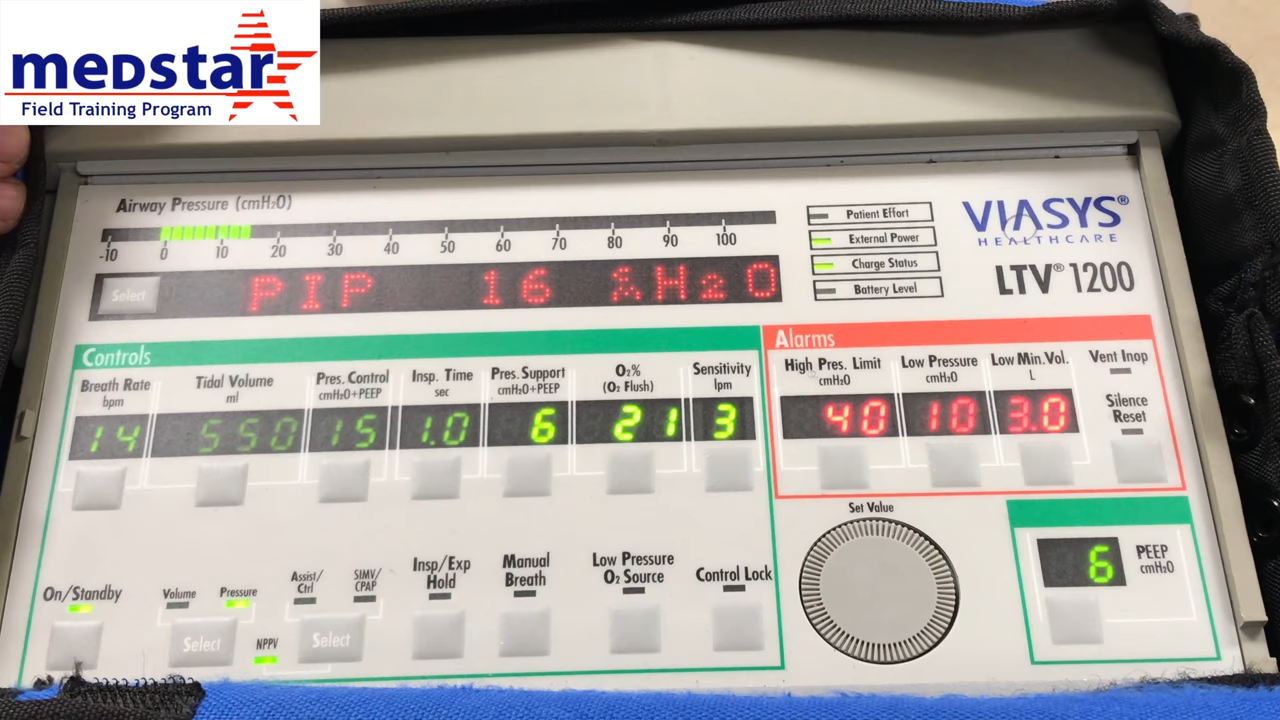 medstar
Field Training Program
Airway Pressure (cmH2O)
-10 0 10 20 30 40 50 60 70 80 90 100
Select
PIP 16 cmH2O
Patient Effort
External Power
Charge Status
Battery Level
VIASYS®
HEALTHCARE
LTV® 1200
Controls
Breath Rate
bpm
Tidal Volume
ml
Pres. Control
cmH2O+PEEP
Insp. Time
sec
Pres. Support
cmH2O+PEEP
O2%
(O2 Flush)
Sensitivity
lpm
14 550 15 1.0 6 21 3
Alarms
High Pres. Limit
cmH2O
Low Pressure
cmH2O
Low Min.Vol.
L
Vent Inop
Silence
Reset
40 10 3.0
Set Value
6
PEEP
cmH2O
On/Standby
Volume
Pressure
Select
NPPV
Assist/
Ctrl
SIMV/
CPAP
Select
Insp/Exp
Hold
Manual
Breath
Low Pressure
O2 Source
Control Lock